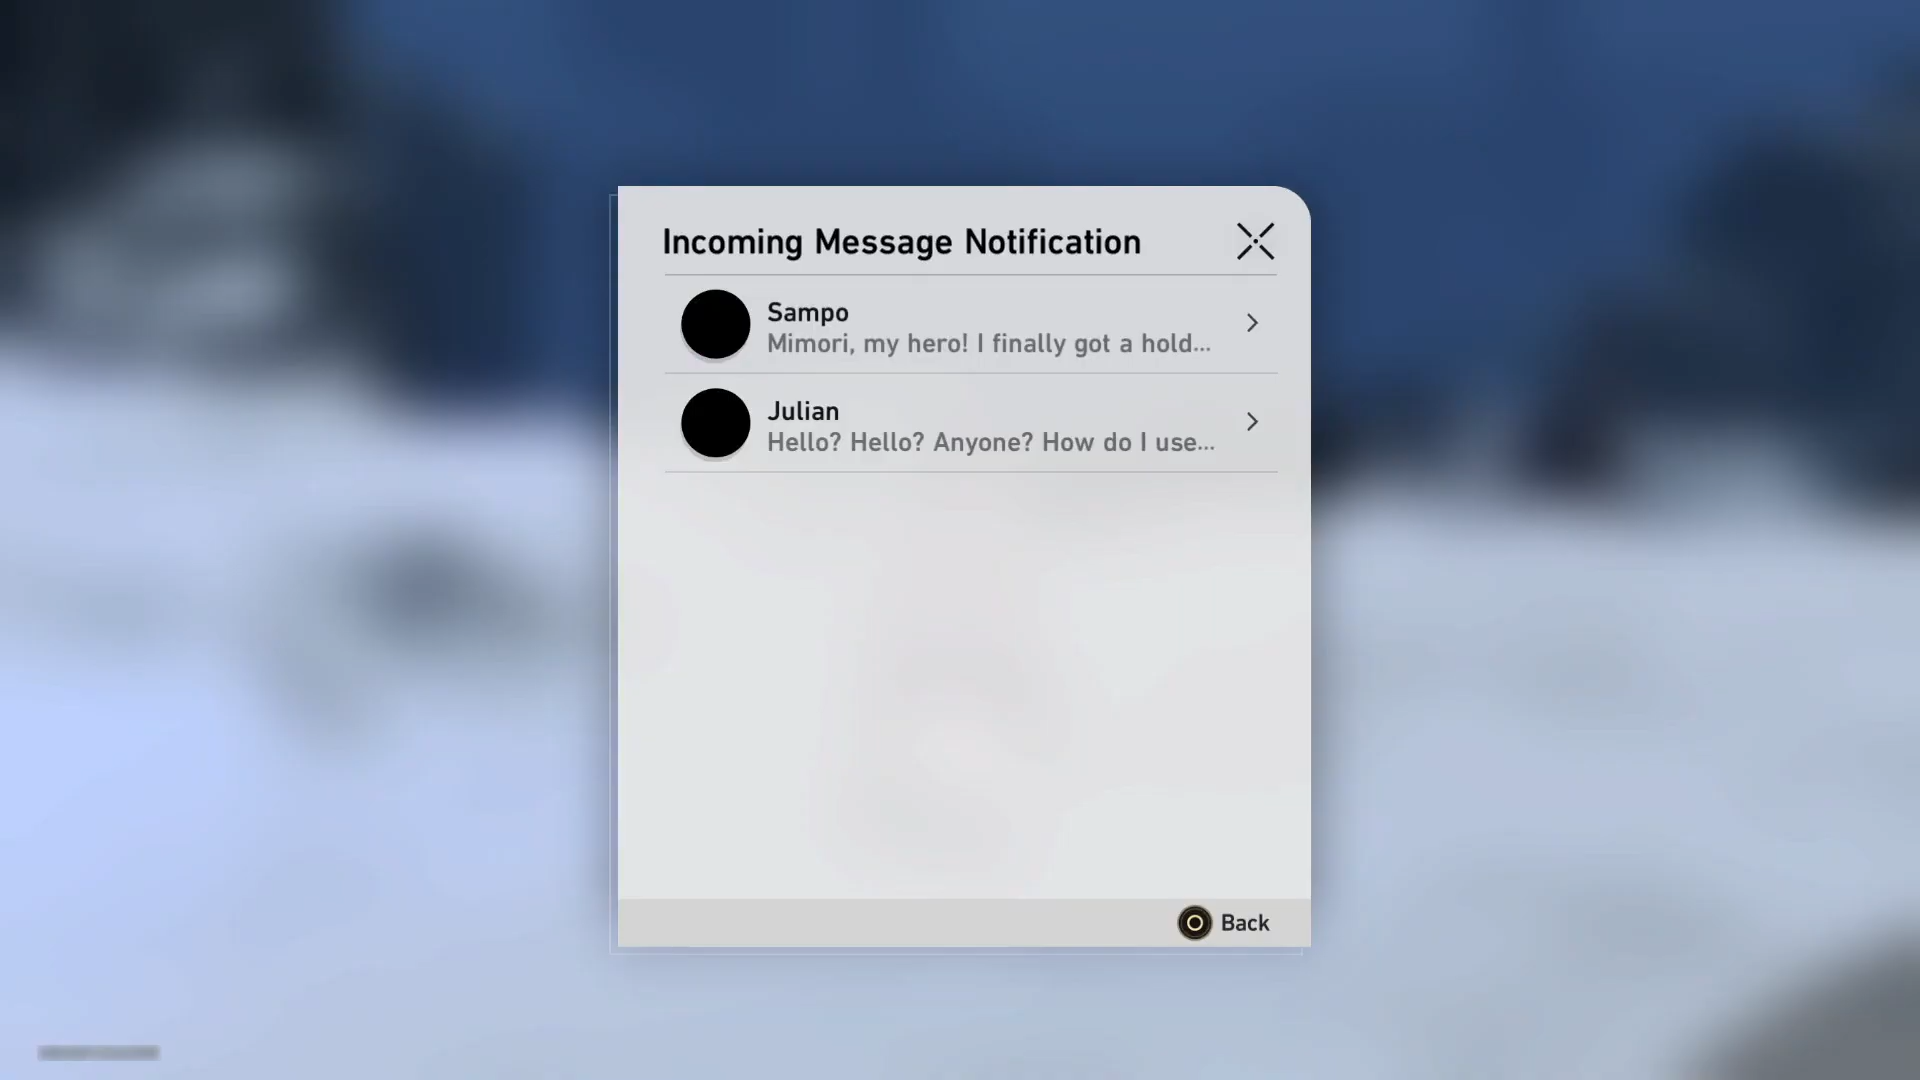 Incoming Message Notification
Sampo
Mimori, my hero! I finally got a hold...
Julian
Hello? Hello? Anyone? How do I use...
Back